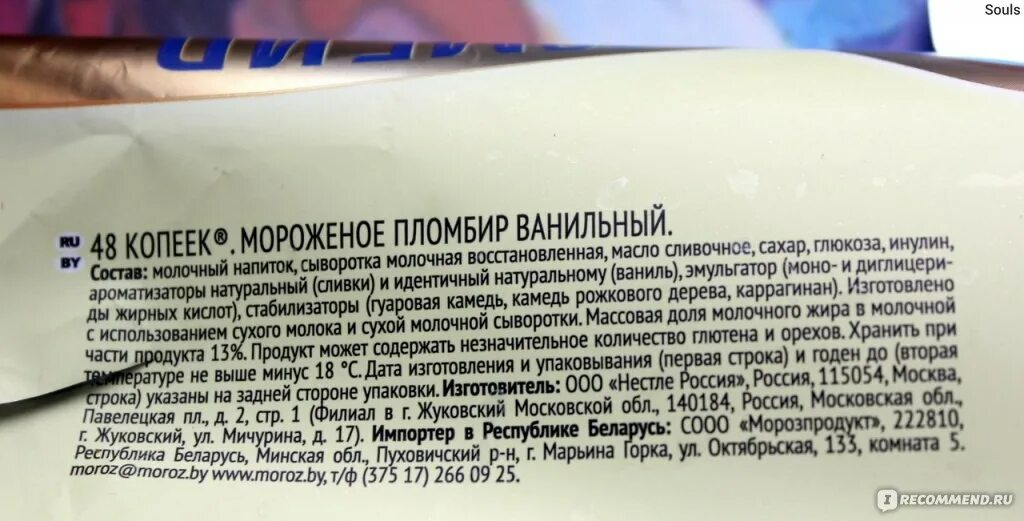 Souls
48 КОПЕЕК®. МОРОЖЕНОЕ ПЛОМБИР ВАНИЛЬНЫЙ.
RU
BY
Состав: молочный напиток, сыворотка молочная восстановленная, масло сливочное, сахар, глюкоза, инулин,
ароматизаторы натуральный (сливки) и идентичный натуральному (ваниль), эмульгатор (моно- и диглицери-
ды жирных кислот), стабилизаторы (гуаровая камедь, камедь рожкового дерева, каррагинан). Изготовлено
с использованием сухого молока и сухой молочной сыворотки. Массовая доля молочного жира в молочной
части продукта 13%. Продукт может содержать незначительное количество глютена и орехов. Хранить при
температуре не выше минус 18 °C. Дата изготовления и упаковывания (первая строка) и годен до (вторая
строка) указаны на задней стороне упаковки. Изготовитель: ООО «Нестле Россия», Россия, 115054, Москва,
Павелецкая пл., д. 2, стр. 1 (Филиал в г. Жуковский Московской обл., 140184, Россия, Московская обл.,
г. Жуковский, ул. Мичурина, д. 17). Импортер в Республике Беларусь: СООО «Морозпродукт», 222810,
Республика Беларусь, Минская обл., Пуховичский р-н, г. Марьина Горка, ул. Октябрьская, 133, комната 5.
moroz@moroz.by www.moroz.by, т/ф (375 17) 266 09 25.
IRECOMMEND.RU